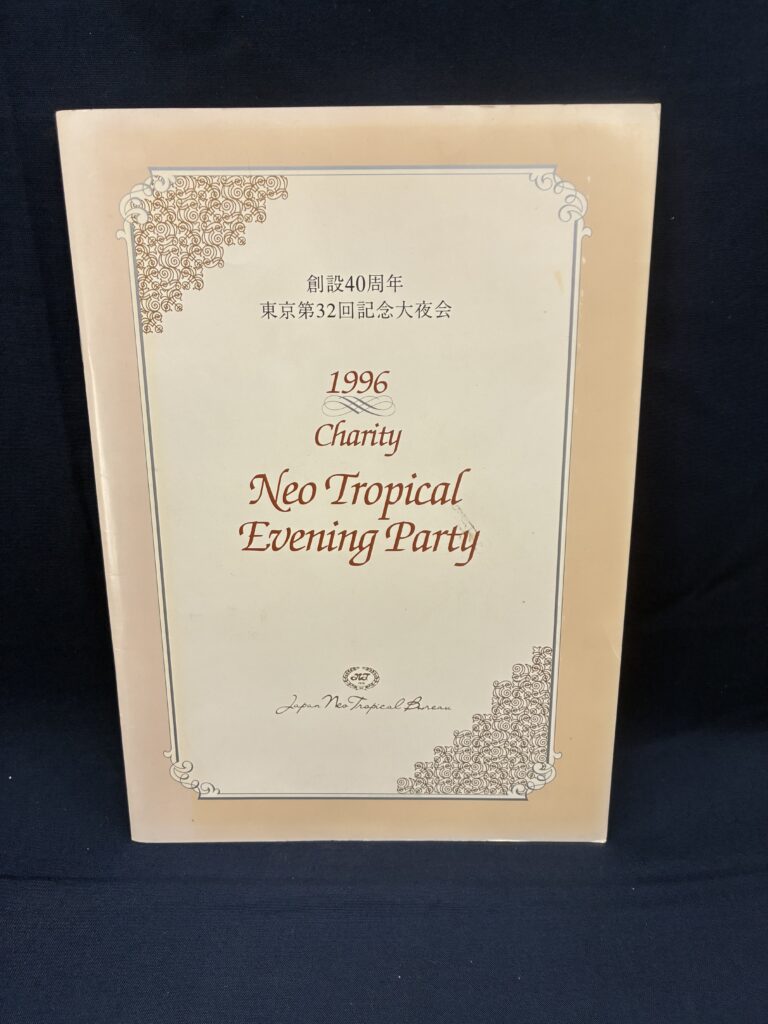 創設40周年
東京第32回記念大夜会
1996
Charity
Neo Tropical
Evening Party
NT
Japan Neo Tropical Bureau